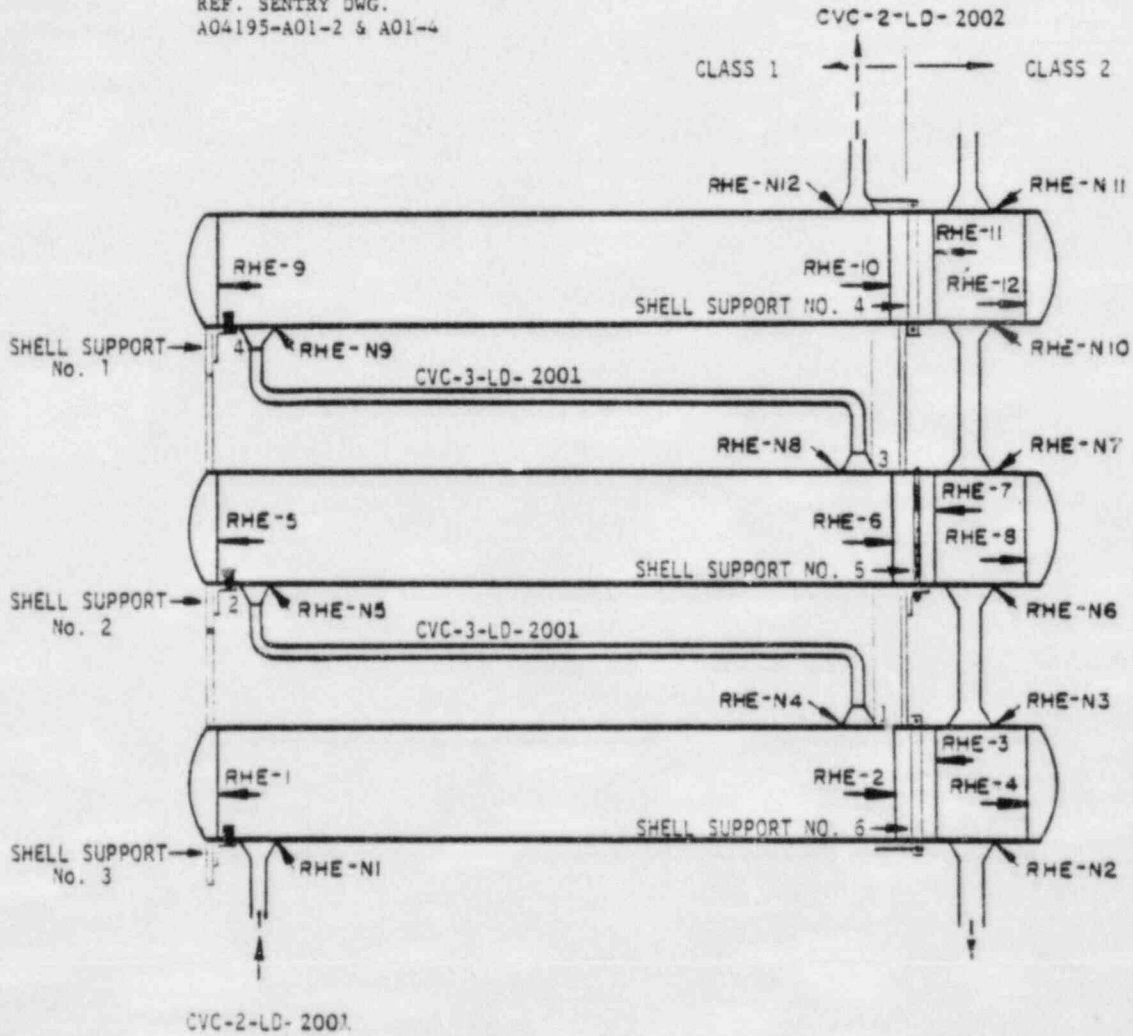 REF. SENTRY DWG.
A04195-A01-2 & A01-4
CVC-2-LD-2002
CLASS 1
CLASS 2
RHE-N12
RHE-N11
RHE-9
RHE-11
RHE-10
RHE-12
SHELL SUPPORT NO. 4
SHELL SUPPORT
No. 1
4
RHE-N9
RHE-N10
CVC-3-LD-2001
RHE-N8
3
RHE-N7
RHE-5
RHE-7
RHE-6
RHE-8
SHELL SUPPORT NO. 5
SHELL SUPPORT
No. 2
2
RHE-N5
RHE-N6
CVC-3-LD-2001
RHE-N4
1
RHE-N3
RHE-1
RHE-3
RHE-2
RHE-4
SHELL SUPPORT NO. 6
SHELL SUPPORT
No. 3
RHE-N1
RHE-N2
CVC-2-LD-2001